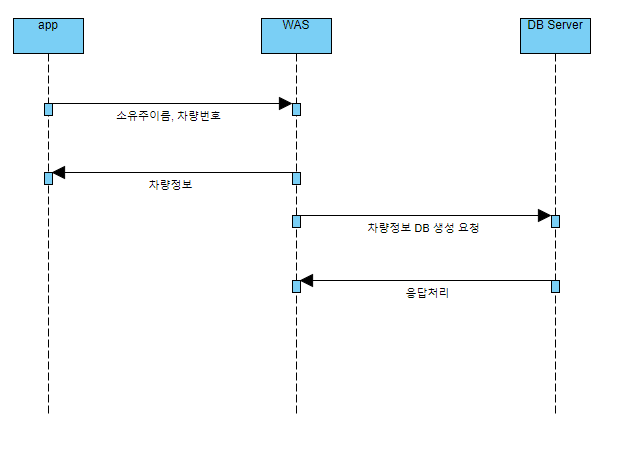 app
WAS
DB Server
소유주이름, 차량번호
차량정보
차량정보 DB 생성 요청
응답처리